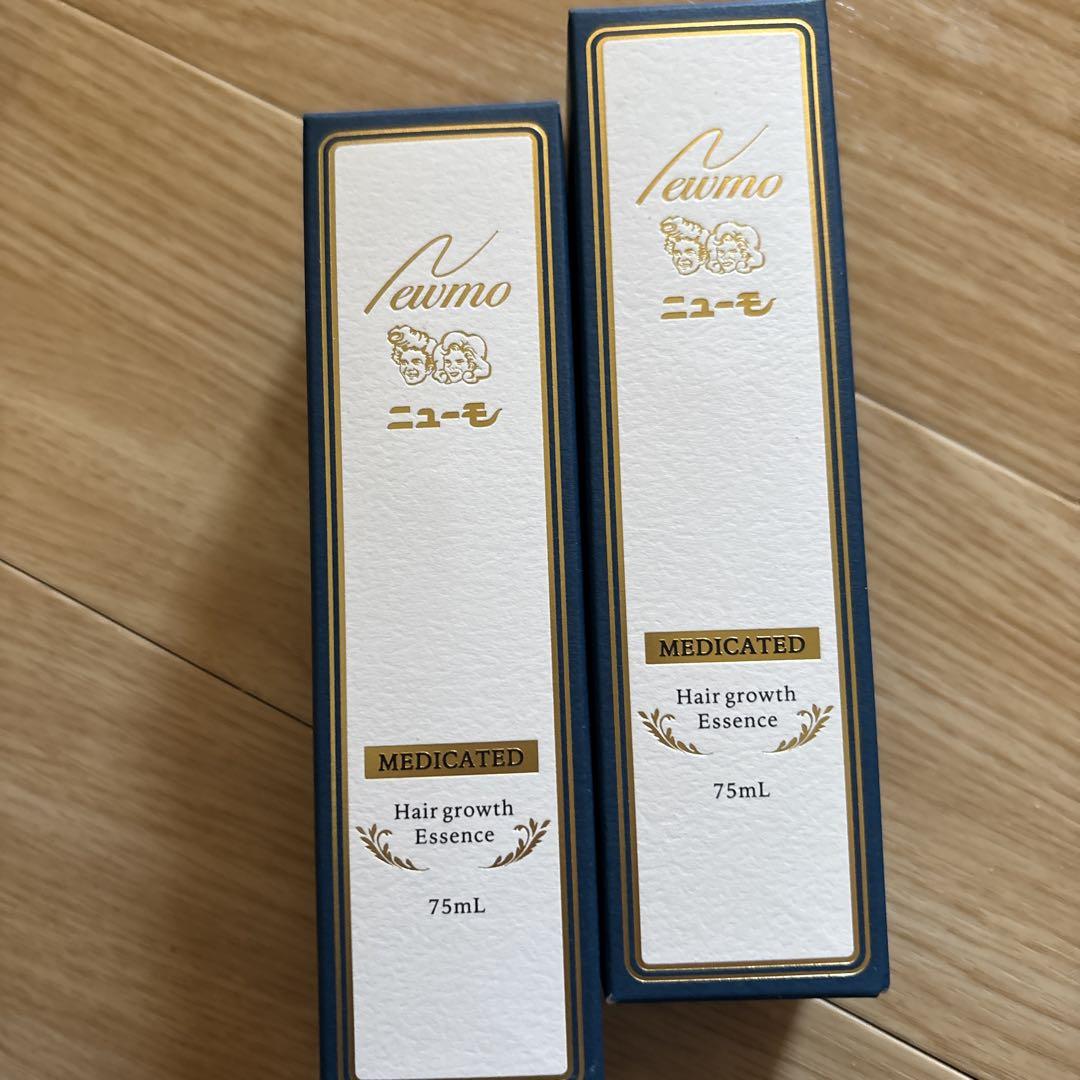 Newmo
ニューモ
MEDICATED
Hair growth
Essence
75mL
Newmo
ニューモ
MEDICATED
Hair growth
Essence
75mL